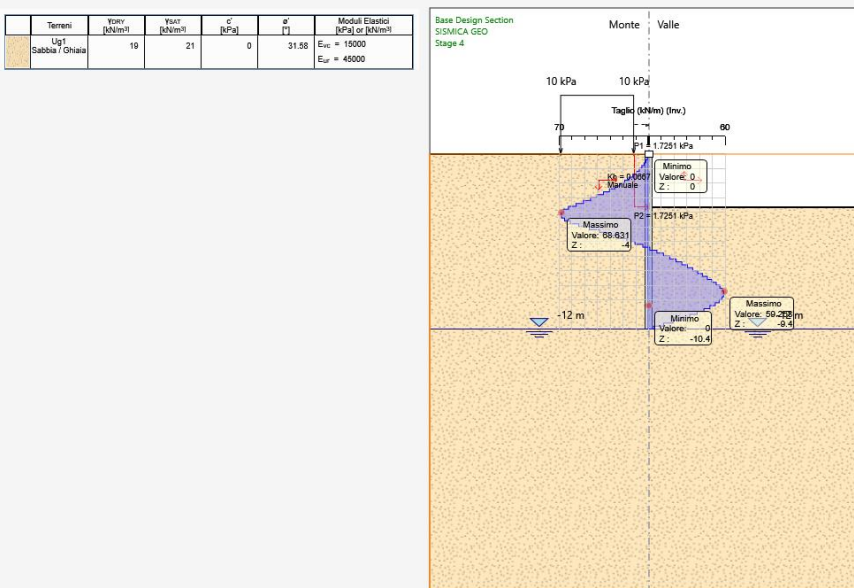 Terreni γDRY [kN/m³] γSAT [kN/m³] c' [kPa] ø' [°] Moduli Elastici [kPa] or [kN/m³]
Ug1 Sabbia / Ghiaia 19 21 0 31.58 Evc = 15000
Eur = 45000
Base Design Section
SISMICA GEO
Stage 4
Monte Valle
10 kPa 10 kPa
Taglio (kN/m) (Inv.)
70 60
P1 = 1.7251 kPa
Minimo
Valore: 0
Z : 0
Kh = 0.0667
Manuale
P2 = 1.7251 kPa
Massimo
Valore: 68.631
Z : -4
Massimo
Valore:
Z : -9.4
-12 m
Minimo
Valore: 0
Z : -10.4